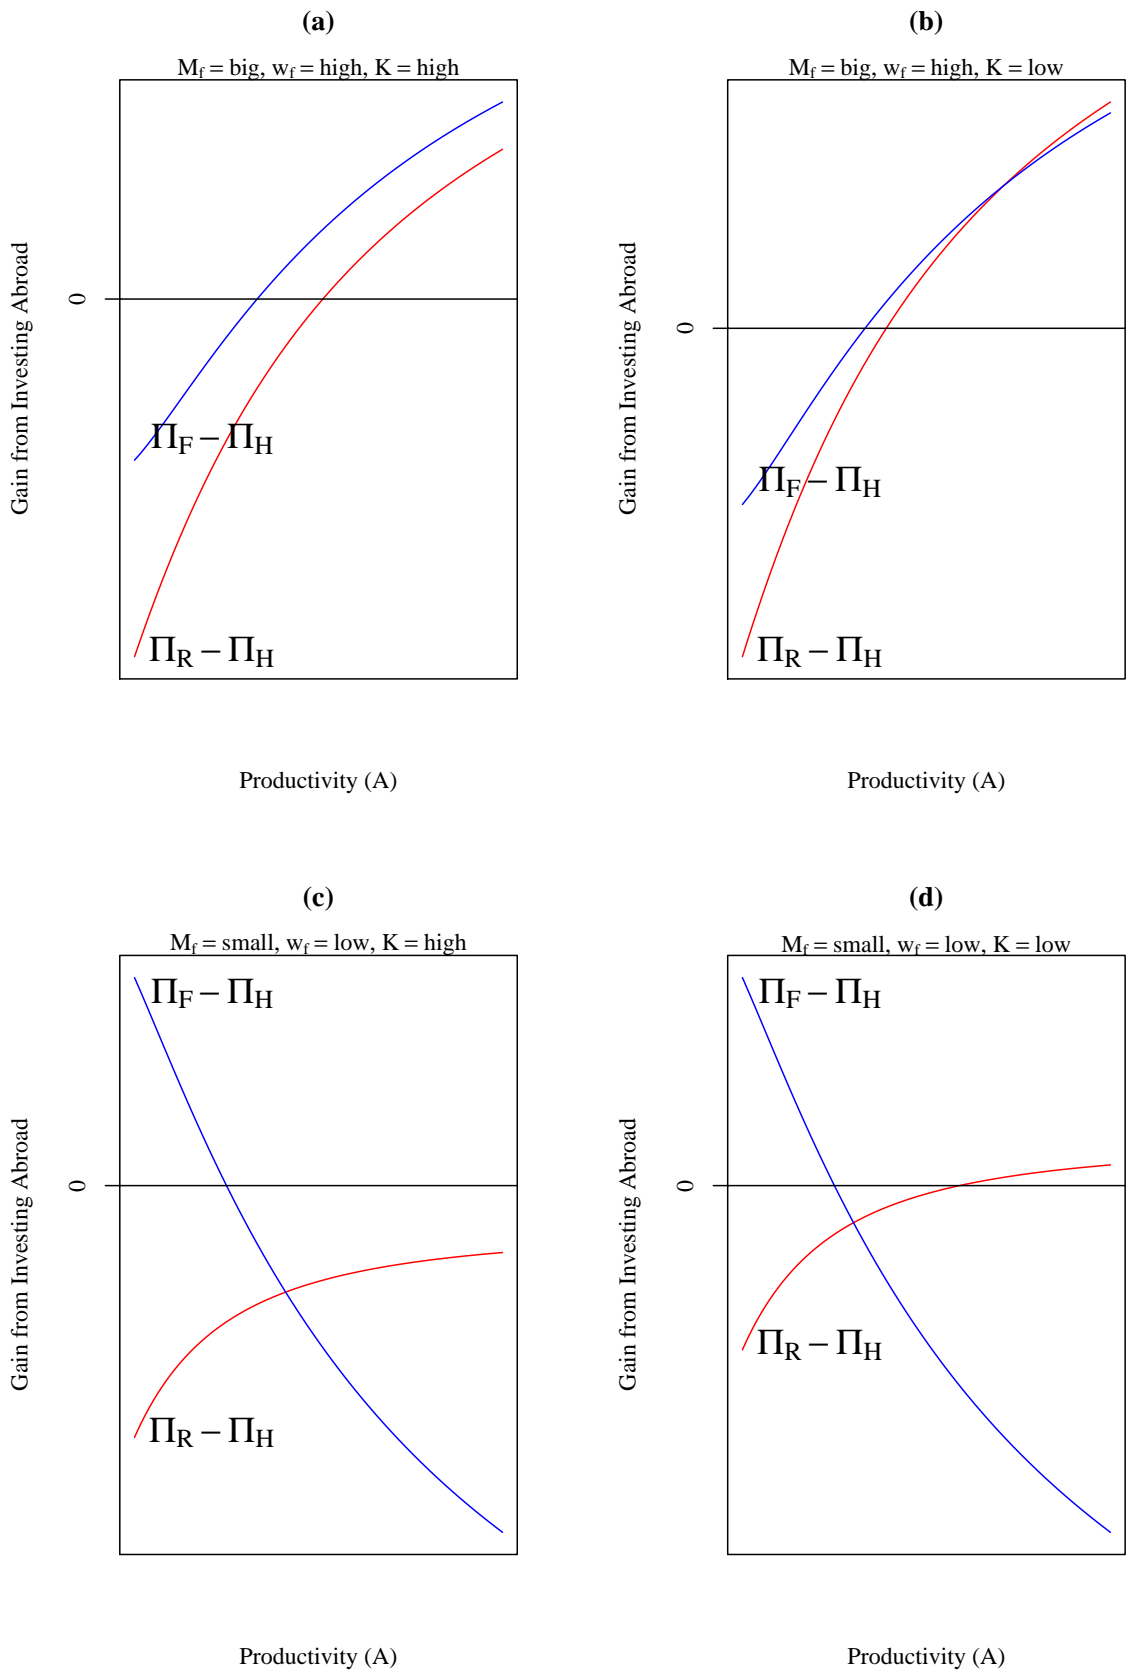 (a)
M_f = big, w_f = high, K = high
Gain from Investing Abroad
0
Π_F − Π_H
Π_R − Π_H
Productivity (A)
(b)
M_f = big, w_f = high, K = low
Gain from Investing Abroad
0
Π_F − Π_H
Π_R − Π_H
Productivity (A)
(c)
M_f = small, w_f = low, K = high
Π_F − Π_H
Gain from Investing Abroad
0
Π_R − Π_H
Productivity (A)
(d)
M_f = small, w_f = low, K = low
Π_F − Π_H
Gain from Investing Abroad
0
Π_R − Π_H
Productivity (A)